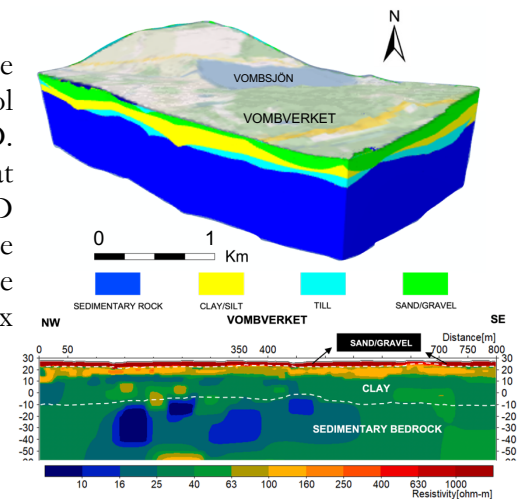 N
VOMBSJÖN
VOMBVERKET
e
ol
D.
at
D
e
e
x
0 1
Km
SEDIMENTARY ROCK CLAY/SILT TILL SAND/GRAVEL
NW VOMBVERKET SE
SAND/GRAVEL
Distance[m]
0 50 350 400 700 750 800
30 30
20 20
10 10
0 0
-10 -10
-20 -20
-30 -30
-40 -40
-50 -50
CLAY
SEDIMENTARY BEDROCK
10 16 25 40 63 100 160 250 400 630 1000
Resistivity[ohm-m]